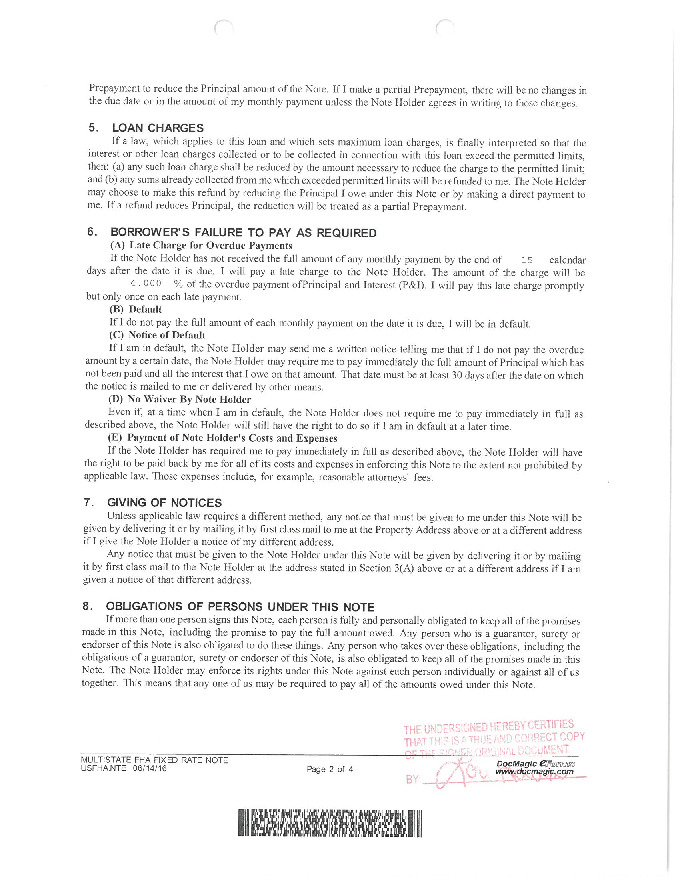 Prepayment to reduce the Principal amount of the Note. If I make a partial Prepayment, there will be no changes in
the due date or in the amount of my monthly payment unless the Note Holder agrees in writing to those changes.
5. LOAN CHARGES
If a law, which applies to this loan and which sets maximum loan charges, is finally interpreted so that the
interest or other loan charges collected or to be collected in connection with this loan exceed the permitted limits,
then: (a) any such loan charge shall be reduced by the amount necessary to reduce the charge to the permitted limit;
and (b) any sums already collected from me which exceeded permitted limits will be refunded to me. The Note Holder
may choose to make this refund by reducing the Principal I owe under this Note or by making a direct payment to
me. If a refund reduces Principal, the reduction will be treated as a partial Prepayment.
6. BORROWER'S FAILURE TO PAY AS REQUIRED
(A) Late Charge for Overdue Payments
If the Note Holder has not received the full amount of any monthly payment by the end of 15 calendar
days after the date it is due, I will pay a late charge to the Note Holder. The amount of the charge will be
4.000 % of the overdue payment of Principal and Interest (P&I). I will pay this late charge promptly
but only once on each late payment.
(B) Default
If I do not pay the full amount of each monthly payment on the date it is due, I will be in default.
(C) Notice of Default
If I am in default, the Note Holder may send me a written notice telling me that if I do not pay the overdue
amount by a certain date, the Note Holder may require me to pay immediately the full amount of Principal which has
not been paid and all the interest that I owe on that amount. That date must be at least 30 days after the date on which
the notice is mailed to me or delivered by other means.
(D) No Waiver By Note Holder
Even if, at a time when I am in default, the Note Holder does not require me to pay immediately in full as
described above, the Note Holder will still have the right to do so if I am in default at a later time.
(E) Payment of Note Holder's Costs and Expenses
If the Note Holder has required me to pay immediately in full as described above, the Note Holder will have
the right to be paid back by me for all of its costs and expenses in enforcing this Note to the extent not prohibited by
applicable law. Those expenses include, for example, reasonable attorneys' fees.
7. GIVING OF NOTICES
Unless applicable law requires a different method, any notice that must be given to me under this Note will be
given by delivering it or by mailing it by first class mail to me at the Property Address above or at a different address
if I give the Note Holder a notice of my different address.
Any notice that must be given to the Note Holder under this Note will be given by delivering it or by mailing
it by first class mail to the Note Holder at the address stated in Section 3(A) above or at a different address if I am
given a notice of that different address.
8. OBLIGATIONS OF PERSONS UNDER THIS NOTE
If more than one person signs this Note, each person is fully and personally obligated to keep all of the promises
made in this Note, including the promise to pay the full amount owed. Any person who is a guarantor, surety or
endorser of this Note is also obligated to do these things. Any person who takes over these obligations, including the
obligations of a guarantor, surety or endorser of this Note, is also obligated to keep all of the promises made in this
Note. The Note Holder may enforce its rights under this Note against each person individually or against all of us
together. This means that any one of us may be required to pay all of the amounts owed under this Note.
THE UNDERSIGNED HEREBY CERTIFIES
THAT THIS IS A TRUE AND CORRECT COPY
OF THE SIGNED ORIGINAL DOCUMENT
MULTISTATE FHA FIXED RATE NOTE
USFHA.NTE 06/14/16
Page 2 of 4
DocMagic
www.docmagic.com
BY